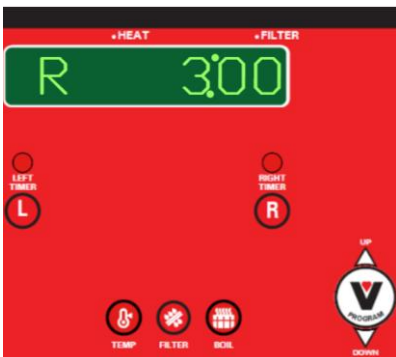 •HEAT •FILTER
R 3:00
LEFT TIMER RIGHT TIMER
L R
UP
V
PROGRAM
TEMP FILTER BOIL
DOWN